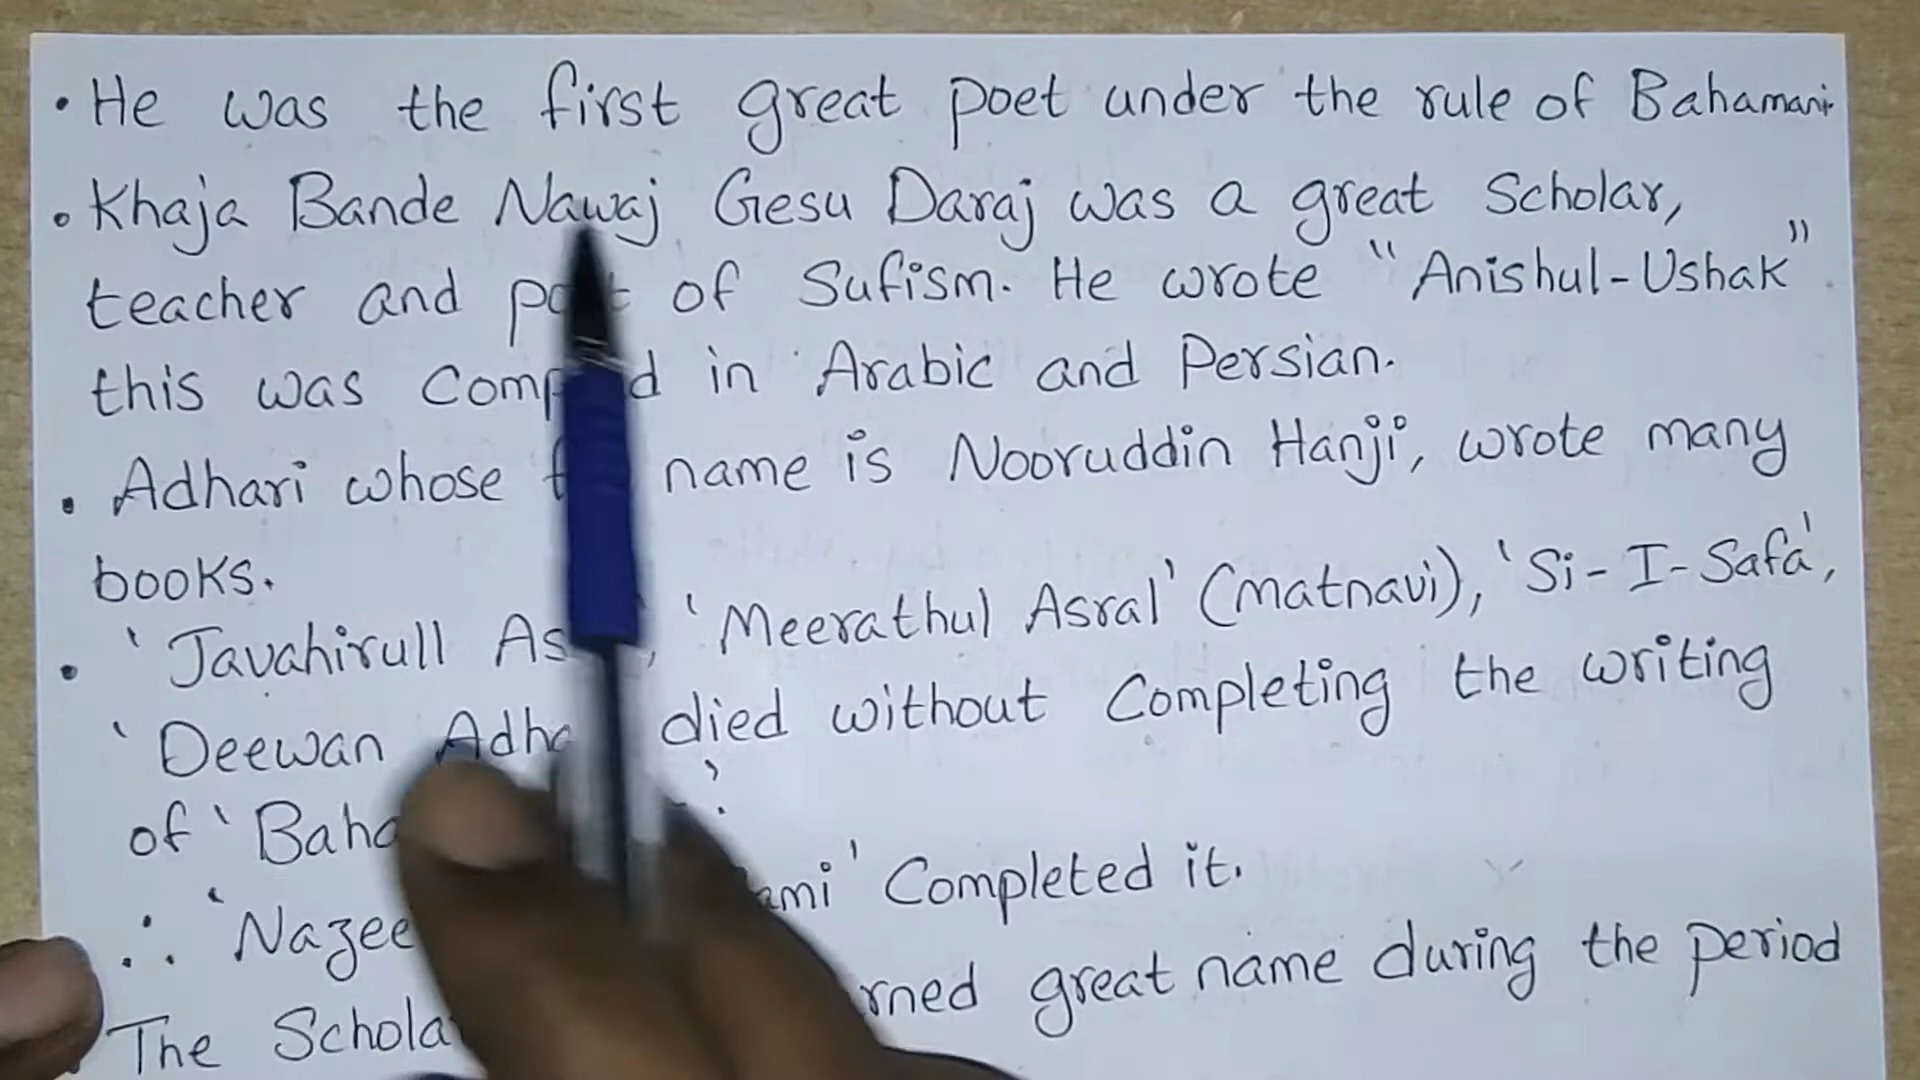 • He was the first great poet under the rule of Bahamani
• Khaja Bande Nawaj Gesu Daraj was a great Scholar,
teacher and of Sufism. He wrote "Anishul-Ushak".
this was in Arabic and Persian.
• Adhari whose name is Nooruddin Hanji, wrote many
books.
• 'Javahirull 'Meerathul Asral' (Matnavi), 'Si-I-Safa',
'Deewan died without Completing the writing
of '
∴ ' Completed it.
The great name during the period